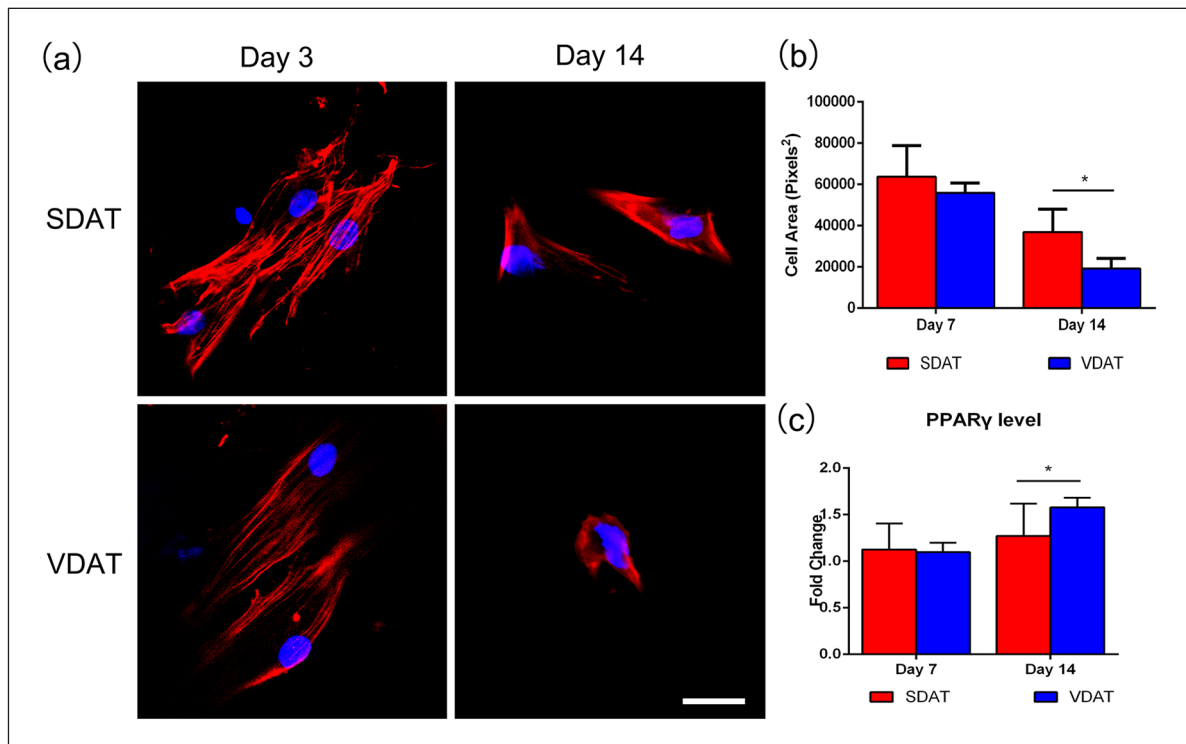 (a)
Day 3
Day 14
SDAT
VDAT
(b)
100000
80000
60000
40000
20000
0
Cell Area (Pixels²)
*
Day 7
Day 14
SDAT
VDAT
(c)
PPARγ level
2.0
1.5
1.0
0.5
0.0
Fold Change
*
Day 7
Day 14
SDAT
VDAT